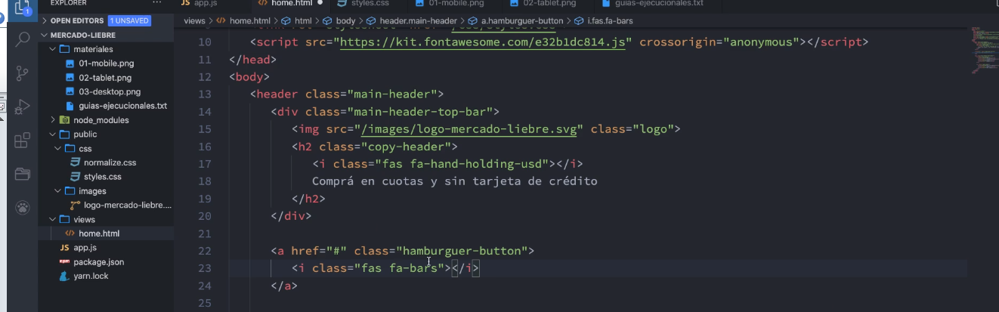 EXPLORER ...
OPEN EDITORS 1 UNSAVED
MERCADO-LIEBRE
materiales
01-mobile.png
02-tablet.png
03-desktop.png
guias-ejecucionales.txt
node_modules
public
css
normalize.css
styles.css
images
logo-mercado-liebre....
views
home.html
app.js
package.json
yarn.lock
app.js home.html styles.css 01-mobile.png 02-tablet.png guias-ejecucionales.txt
views > home.html > html > body > header.main-header > a.hamburguer-button > i.fas.fa-bars
10 <script src="https://kit.fontawesome.com/e32b1dc814.js" crossorigin="anonymous"></script>
11 </head>
12 <body>
13 <header class="main-header">
14 <div class="main-header-top-bar">
15 <img src="/images/logo-mercado-liebre.svg" class="logo">
16 <h2 class="copy-header">
17 <i class="fas fa-hand-holding-usd"></i>
18 Comprá en cuotas y sin tarjeta de crédito
19 </h2>
20 </div>
21
22 <a href="#" class="hamburguer-button">
23 <i class="fas fa-bars"></i>
24 </a>
25